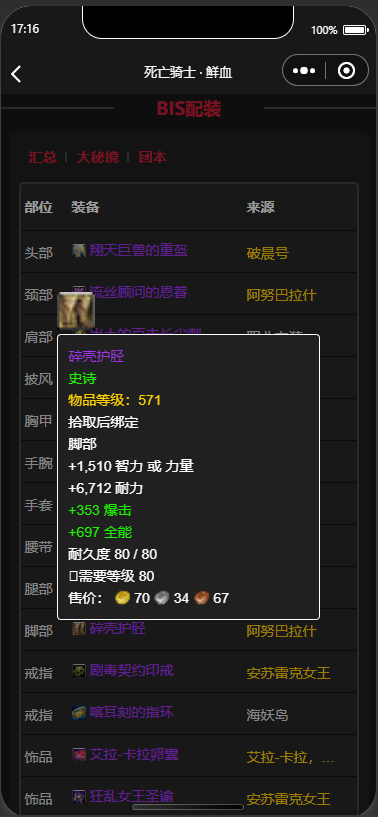 17:16
100%
死亡骑士 · 鲜血
BIS配装
汇总 | 大秘境 | 团本
部位 装备 来源
头部 翔天巨兽的重盔 破晨号
颈部 流丝顾问的恩眷 阿努巴拉什
肩部
披风
胸甲
手腕
手套
腰带
腿部
碎壳护胫
史诗
物品等级：571
拾取后绑定
脚部
+1,510 智力 或 力量
+6,712 耐力
+353 爆击
+697 全能
耐久度 80 / 80
需要等级 80
售价： 70 34 67
脚部 碎壳护胫 阿努巴拉什
戒指 剧毒契约印戒 安苏雷克女王
戒指 喀耳刻的指环 海妖岛
饰品 艾拉-卡拉卵囊 艾拉-卡拉，...
饰品 狂乱女王圣谕 安苏雷克女王